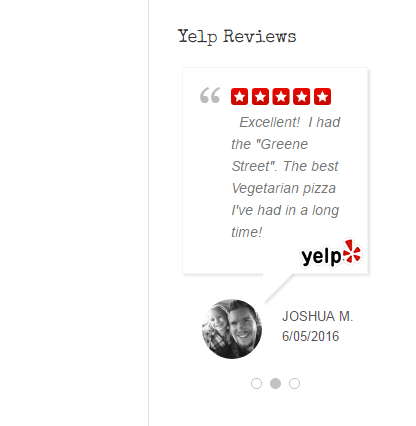 Yelp Reviews
“
Excellent! I had
the "Greene
Street". The best
Vegetarian pizza
I've had in a long
time!
yelp
JOSHUA M.
6/05/2016